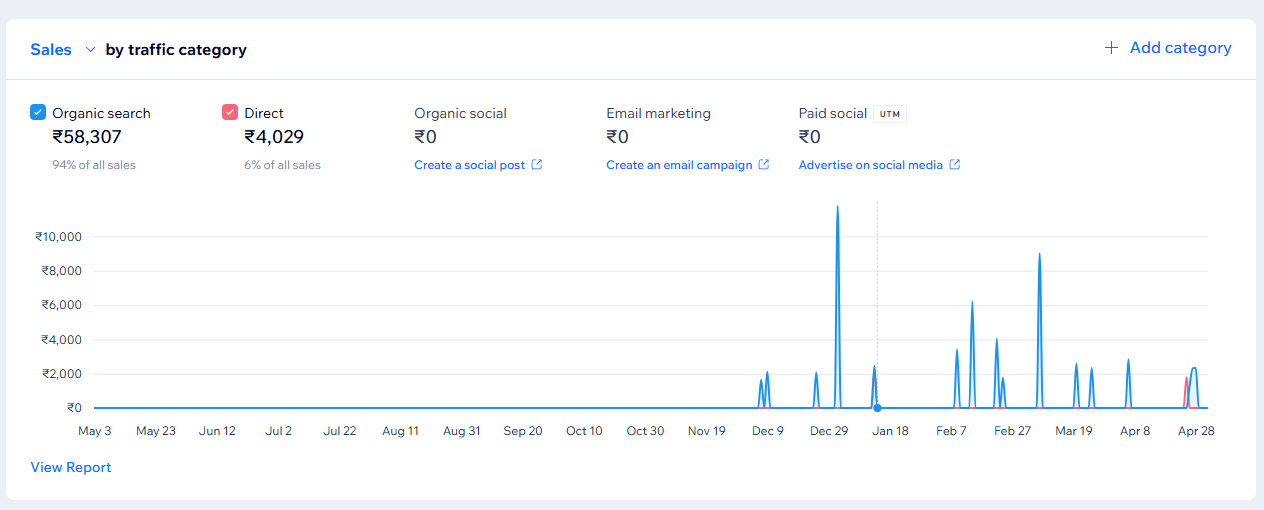 Sales by traffic category + Add category
Organic search Direct Organic social Email marketing Paid social UTM
₹58,307 ₹4,029 ₹0 ₹0 ₹0
94% of all sales 6% of all sales Create a social post Create an email campaign Advertise on social media
₹10,000
₹8,000
₹6,000
₹4,000
₹2,000
₹0
May 3 May 23 Jun 12 Jul 2 Jul 22 Aug 11 Aug 31 Sep 20 Oct 10 Oct 30 Nov 19 Dec 9 Dec 29 Jan 18 Feb 7 Feb 27 Mar 19 Apr 8 Apr 28
View Report